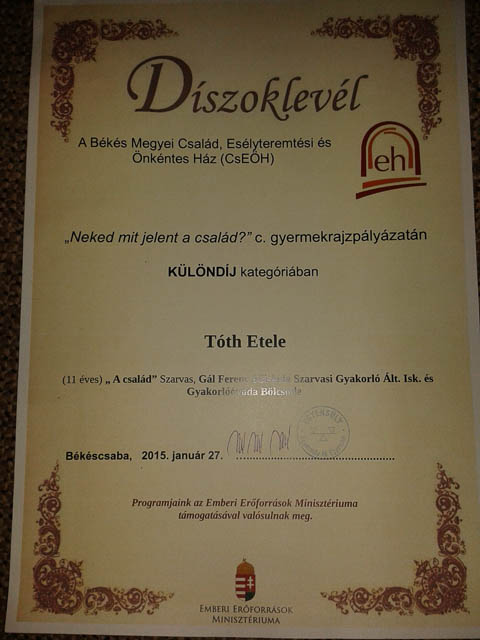 Díszoklevél
A Békés Megyei Család, Esélyteremtési és
Önkéntes Ház (CsEÖH)
eh
„Neked mit jelent a család?” c. gyermekrajzpályázatán
KÜLÖNDÍJ kategóriában
Tóth Etele
(11 éves) „ A család” Szarvas, Gál Ferenc Szarvasi Gyakorló Ált. Isk. és
Gyakorlóóvoda Bölcsőde
Békéscsaba, 2015. január 27.
Programjaink az Emberi Erőforrások Minisztériuma
támogatásával valósulnak meg.
EMBERI ERŐFORRÁSOK
MINISZTÉRIUMA